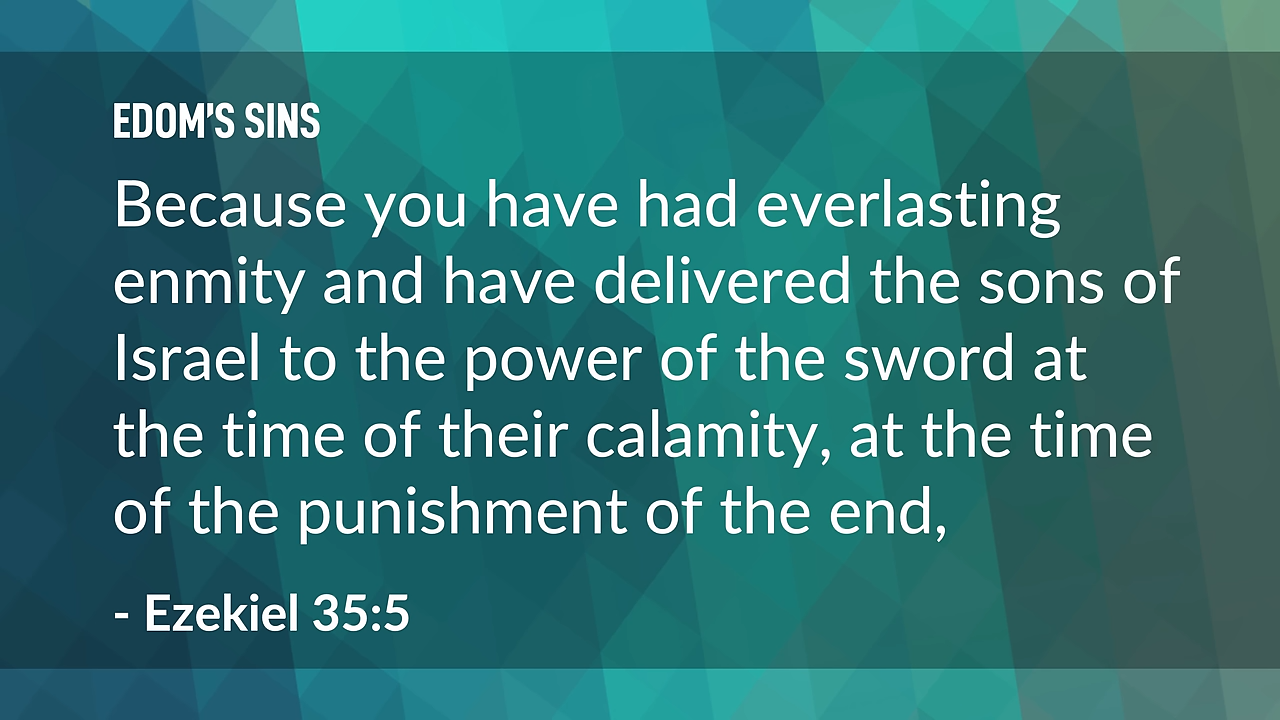 EDOM'S SINS
Because you have had everlasting
enmity and have delivered the sons of
Israel to the power of the sword at
the time of their calamity, at the time
of the punishment of the end,
- Ezekiel 35:5